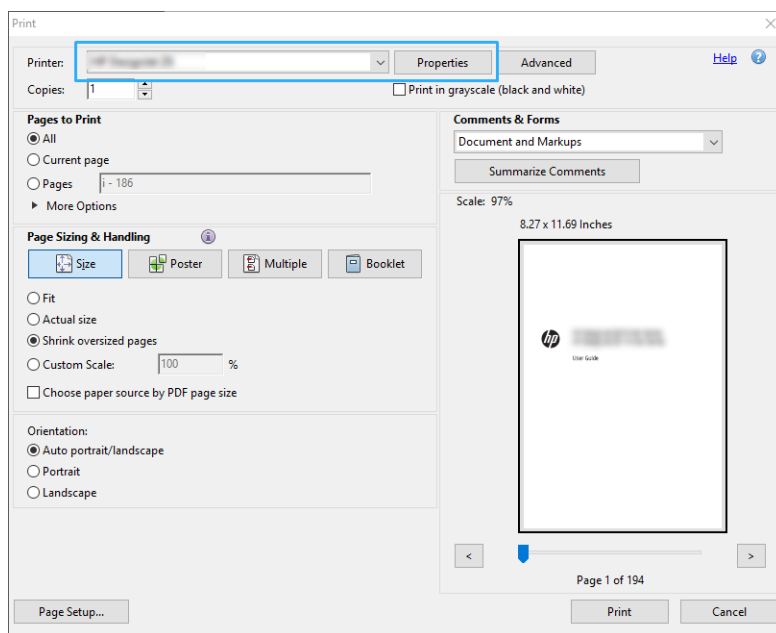 Print
Printer:
Properties
Advanced
Help
?
Copies:
1
Print in grayscale (black and white)
Pages to Print
All
Current page
Pages
i - 186
More Options
Page Sizing & Handling
i
Size
Poster
Multiple
Booklet
Fit
Actual size
Shrink oversized pages
Custom Scale:
100
%
Choose paper source by PDF page size
Orientation:
Auto portrait/landscape
Portrait
Landscape
Comments & Forms
Document and Markups
Summarize Comments
Scale: 97%
8.27 x 11.69 Inches
hp
User Guide
<
>
Page 1 of 194
Page Setup...
Print
Cancel